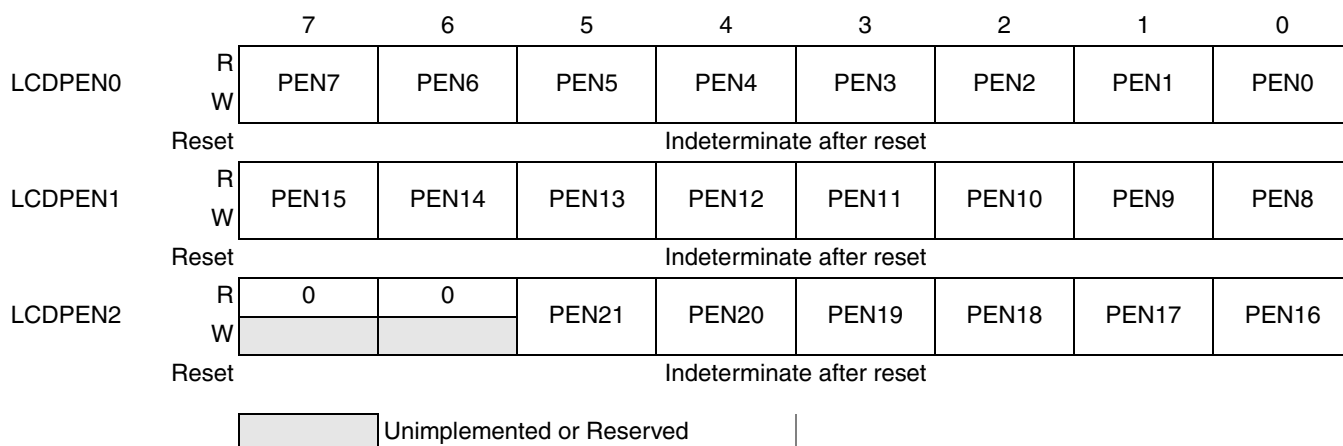 7 6 5 4 3 2 1 0
LCDPEN0 R W PEN7 PEN6 PEN5 PEN4 PEN3 PEN2 PEN1 PEN0
Reset Indeterminate after reset
LCDPEN1 R W PEN15 PEN14 PEN13 PEN12 PEN11 PEN10 PEN9 PEN8
Reset Indeterminate after reset
LCDPEN2 R W 0 0 PEN21 PEN20 PEN19 PEN18 PEN17 PEN16
Reset Indeterminate after reset
Unimplemented or Reserved